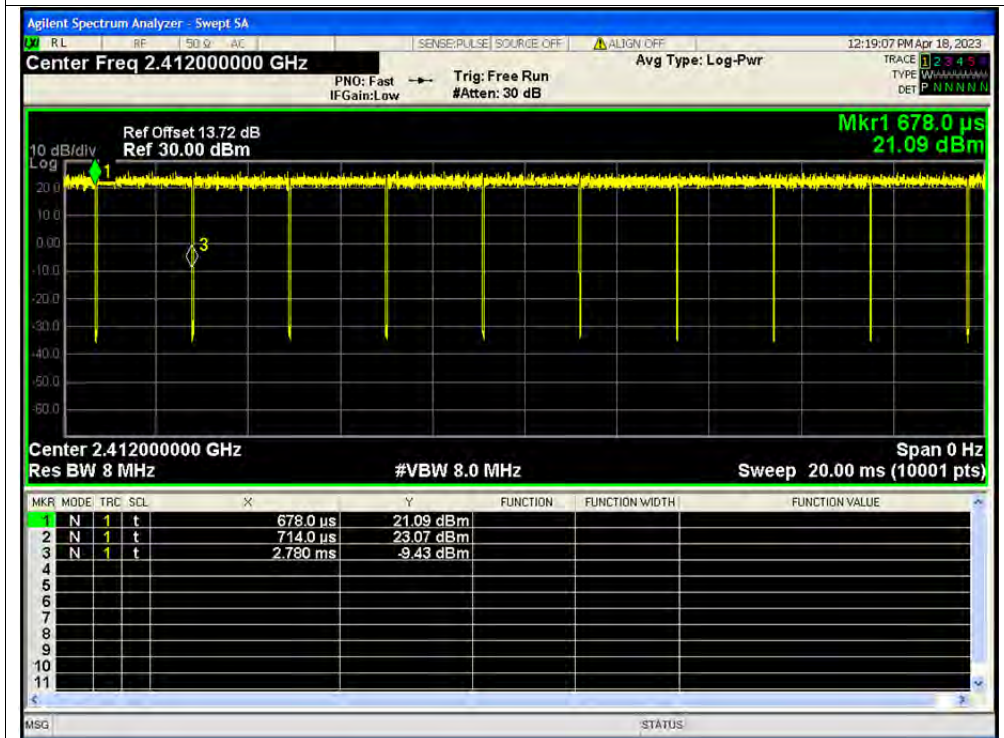 Agilent Spectrum Analyzer - Swept SA
LXI RL RF 50 Ω AC SENSE:PULSE SOURCE OFF ALIGN OFF 12:19:07 PM Apr 18, 2023
Center Freq 2.412000000 GHz Avg Type: Log-Pwr TRACE 1 2 3 4 5 6
PNO: Fast Trig: Free Run TYPE
IFGain:Low #Atten: 30 dB DET P N N N N N
Mkr1 678.0 µs
Ref Offset 13.72 dB
10 dB/div Ref 30.00 dBm 21.09 dBm
Log
1
20.0
10.0
0.00
3
-10.0
-20.0
-30.0
-40.0
-50.0
-60.0
Center 2.412000000 GHz Span 0 Hz
Res BW 8 MHz #VBW 8.0 MHz Sweep 20.00 ms (10001 pts)
MKR MODE TRC SCL X Y FUNCTION FUNCTION WIDTH FUNCTION VALUE
1 N 1 t 678.0 µs 21.09 dBm
2 N 1 t 714.0 µs 23.07 dBm
3 N 1 t 2.780 ms -9.43 dBm
4
5
6
7
8
9
10
11
MSG STATUS